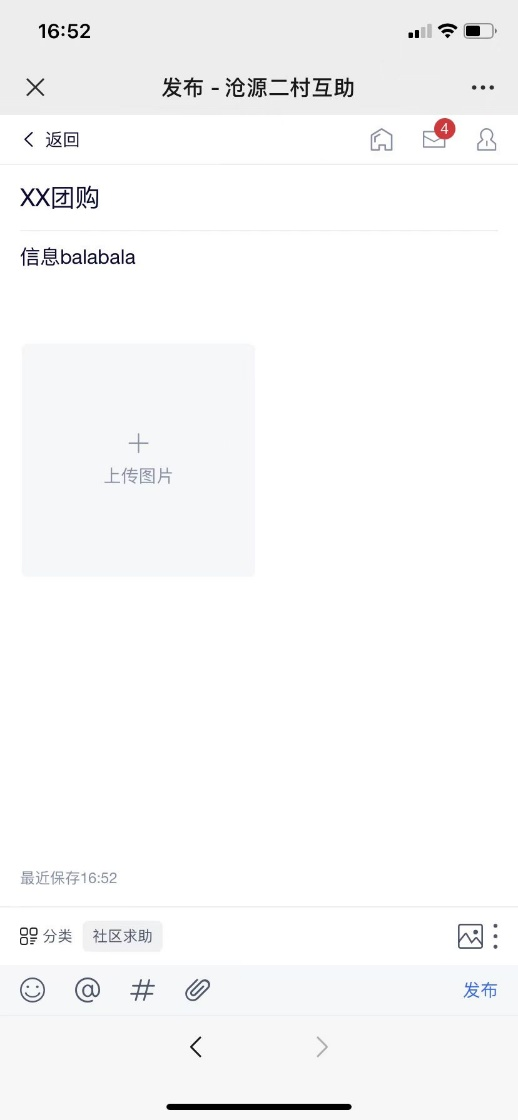 16:52
发布 - 沧源二村互助
返回
4
XX团购
信息balabala
上传图片
最近保存16:52
分类 社区求助
发布